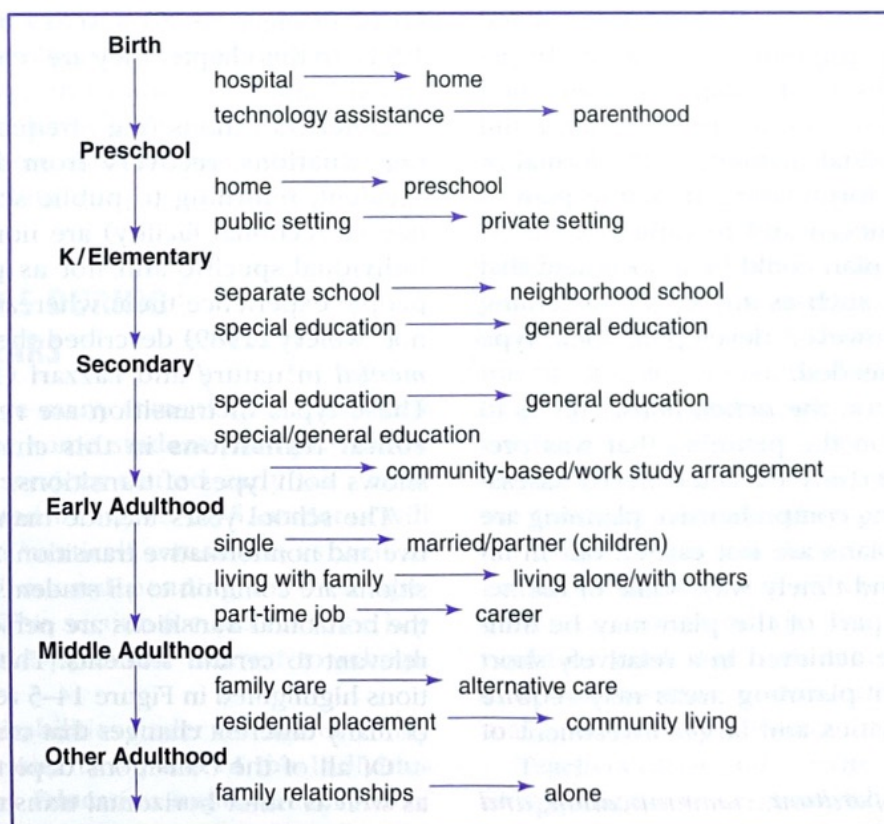 Birth
hospital → home
technology assistance → parenthood
Preschool
home → preschool
public setting → private setting
K/Elementary
separate school → neighborhood school
special education → general education
Secondary
special education → general education
special/general education
→ community-based/work study arrangement
Early Adulthood
single → married/partner (children)
living with family → living alone/with others
part-time job → career
Middle Adulthood
family care → alternative care
residential placement → community living
Other Adulthood
family relationships → alone